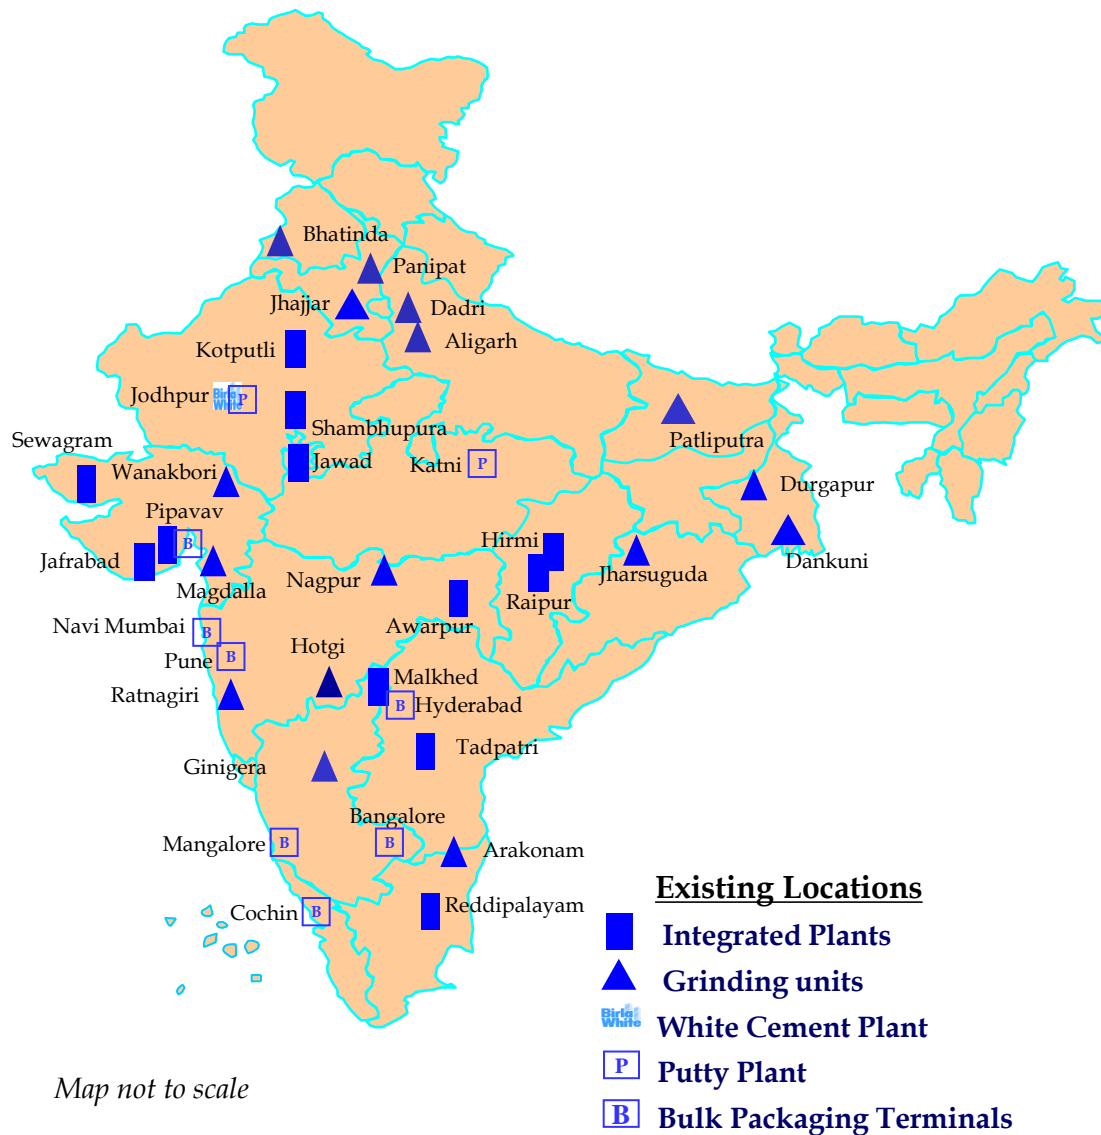 Bhatinda
Panipat
Jhajjar
Dadri
Aligarh
Kotputli
Jodhpur
Birla
White
P
Shambhupura
Patliputra
Sewagram
Wanakbori
Jawad
Katni
P
Durgapur
Pipavav
B
Hirmi
Jafrabad
Magdalla
Nagpur
Raipur
Jharsuguda
Dankuni
Awarpur
Navi Mumbai
B
Pune
B
Hotgi
Ratnagiri
Malkhed
B
Hyderabad
Tadpatri
Ginigera
Bangalore
Mangalore
B
B
Arakonam
Cochin
B
Reddipalayam
Existing Locations
Integrated Plants
Grinding units
Birla
White
White Cement Plant
P
Putty Plant
B
Bulk Packaging Terminals
Map not to scale